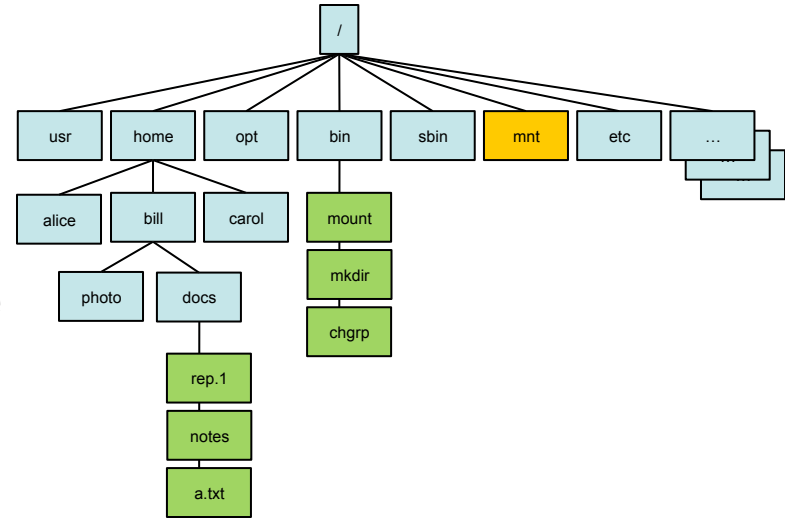 /
usr
home
opt
bin
sbin
mnt
etc
...
...
...
alice
bill
carol
mount
photo
docs
mkdir
chgrp
rep.1
notes
a.txt